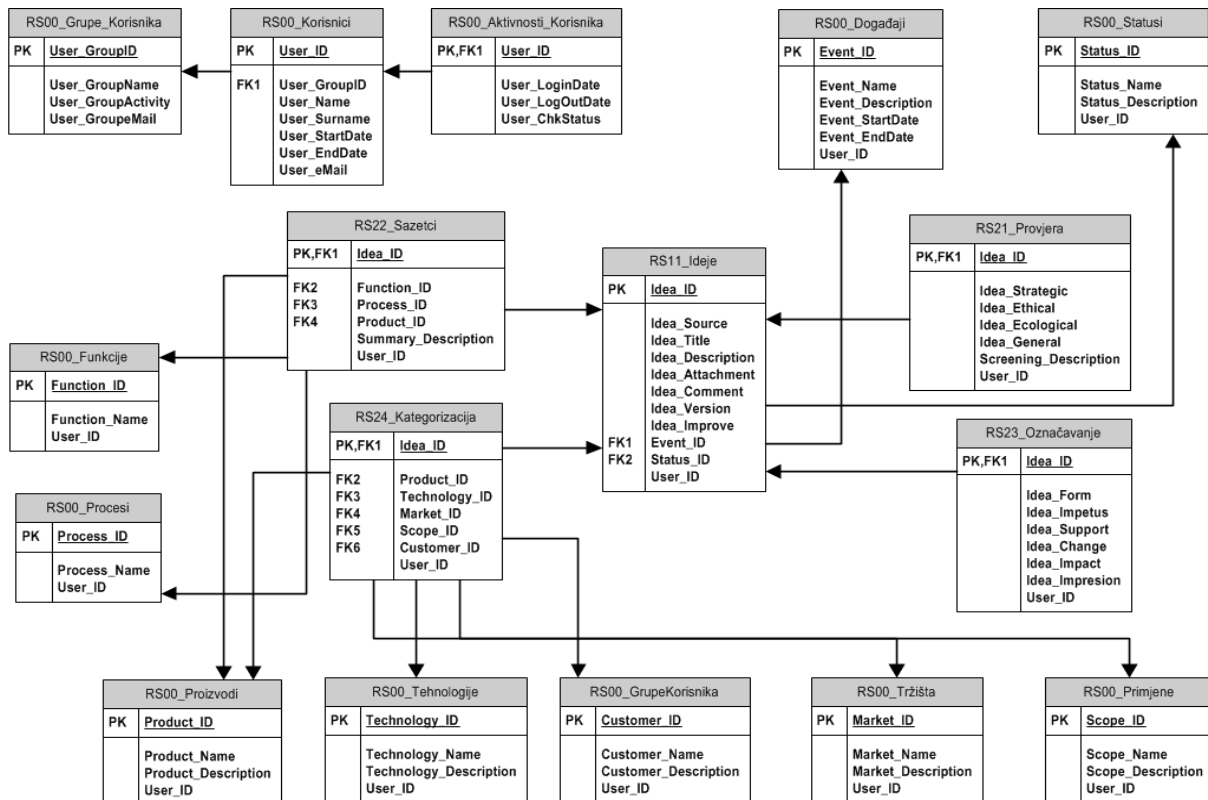 RS00_Grupe_Korisnika
PK User_GroupID
User_GroupName
User_GroupActivity
User_GroupeMail
RS00_Korisnici
PK User_ID
FK1 User_GroupID
User_Name
User_Surname
User_StartDate
User_EndDate
User_eMail
RS00_Aktivnosti_Korisnika
PK,FK1 User_ID
User_LoginDate
User_LogOutDate
User_ChkStatus
RS00_Događaji
PK Event_ID
Event_Name
Event_Description
Event_StartDate
Event_EndDate
User_ID
RS00_Statusi
PK Status_ID
Status_Name
Status_Description
User_ID
RS22_Sazetci
PK,FK1 Idea_ID
FK2 Function_ID
FK3 Process_ID
FK4 Product_ID
Summary_Description
User_ID
RS11_Ideje
PK Idea_ID
Idea_Source
Idea_Title
Idea_Description
Idea_Attachment
Idea_Comment
Idea_Version
Idea_Improve
FK1 Event_ID
FK2 Status_ID
User_ID
RS21_Provjera
PK,FK1 Idea_ID
Idea_Strategic
Idea_Ethical
Idea_Ecological
Idea_General
Screening_Description
User_ID
RS00_Funkcije
PK Function_ID
Function_Name
User_ID
RS24_Kategorizacija
PK,FK1 Idea_ID
FK2 Product_ID
FK3 Technology_ID
FK4 Market_ID
FK5 Scope_ID
FK6 Customer_ID
User_ID
RS23_Označavanje
PK,FK1 Idea_ID
Idea_Form
Idea_Impetus
Idea_Support
Idea_Change
Idea_Impact
Idea_Impresion
User_ID
RS00_Procesi
PK Process_ID
Process_Name
User_ID
RS00_Proizvodi
PK Product_ID
Product_Name
Product_Description
User_ID
RS00_Tehnologije
PK Technology_ID
Technology_Name
Technology_Description
User_ID
RS00_GrupeKorisnika
PK Customer_ID
Customer_Name
Customer_Description
User_ID
RS00_Tržišta
PK Market_ID
Market_Name
Market_Description
User_ID
RS00_Primjene
PK Scope_ID
Scope_Name
Scope_Description
User_ID